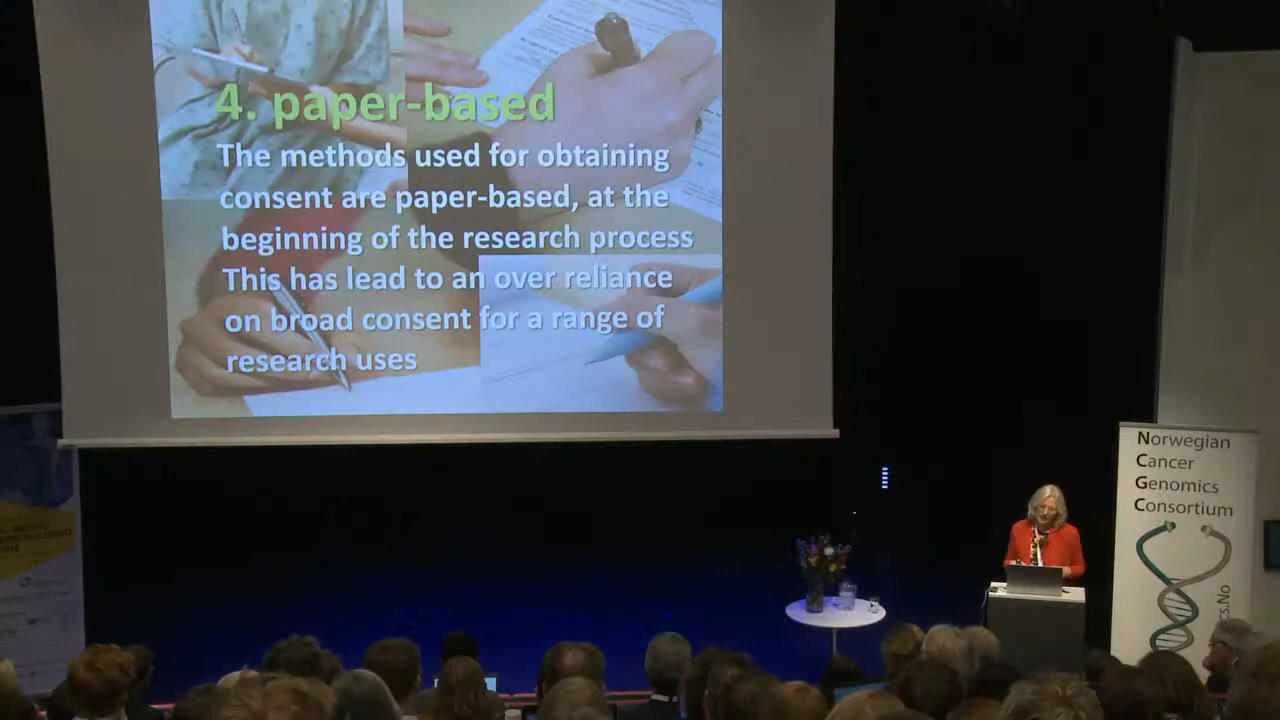 4. paper-based
The methods used for obtaining
consent are paper-based, at the
beginning of the research process
This has lead to an over reliance
on broad consent for a range of
research uses
Norwegian
Cancer
Genomics
Consortium
cs.No